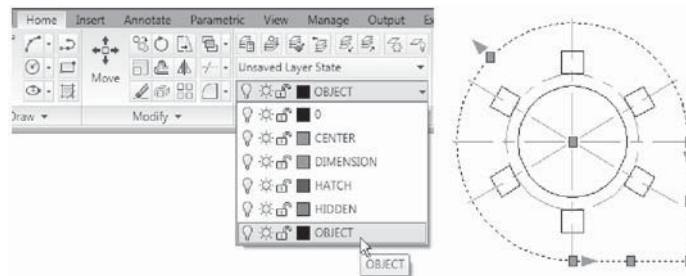 Home Insert Annotate Parametric View Manage Output
Unsaved Layer State
Move
OBJECT
Modify
0
CENTER
DIMENSION
HATCH
HIDDEN
OBJECT
OBJECT